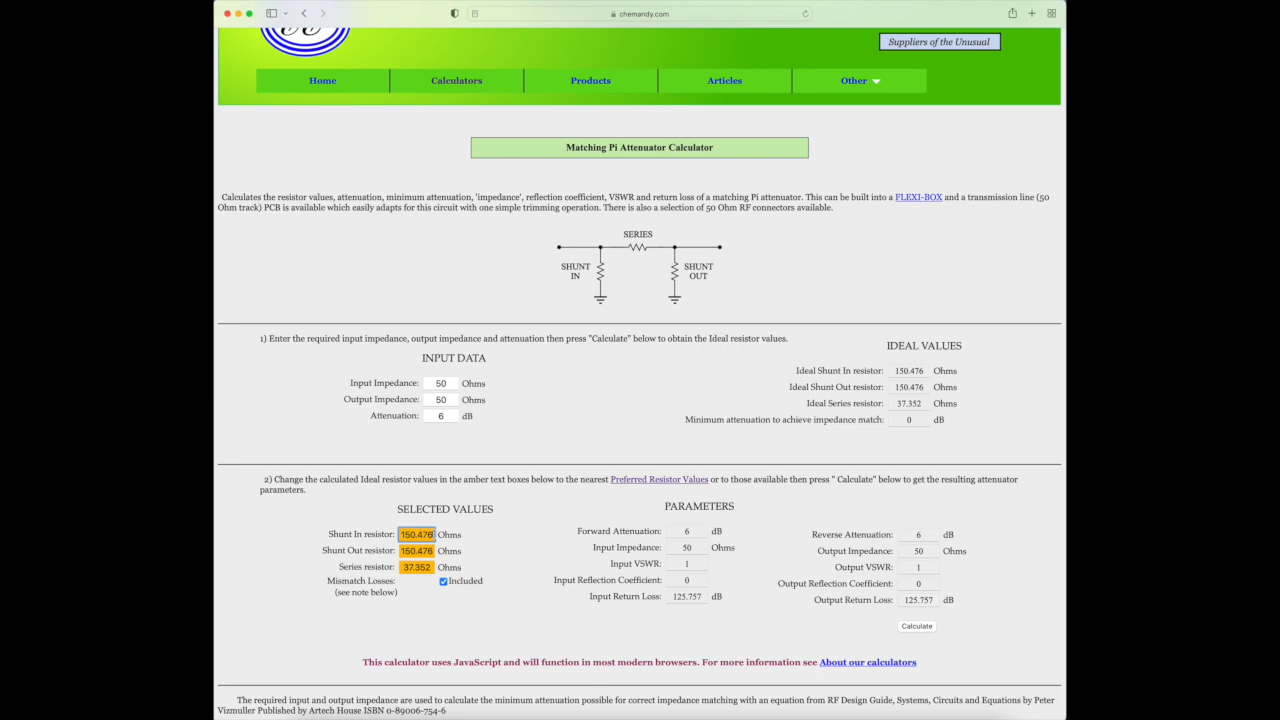 chemandy.com
Suppliers of the Unusual
Home Calculators Products Articles Other
Matching Pi Attenuator Calculator
Calculates the resistor values, attenuation, minimum attenuation, 'impedance', reflection coefficient, VSWR and return loss of a matching Pi attenuator. This can be built into a FLEXI-BOX and a transmission line (50
Ohm track) PCB is available which easily adapts for this circuit with one simple trimming operation. There is also a selection of 50 Ohm RF connectors available.
SERIES
SHUNT IN
SHUNT OUT
1) Enter the required input impedance, output impedance and attenuation then press "Calculate" below to obtain the Ideal resistor values.
INPUT DATA
Input Impedance: 50 Ohms
Output Impedance: 50 Ohms
Attenuation: 6 dB
IDEAL VALUES
Ideal Shunt In resistor: 150.476 Ohms
Ideal Shunt Out resistor: 150.476 Ohms
Ideal Series resistor: 37.352 Ohms
Minimum attenuation to achieve impedance match: 0 dB
2) Change the calculated Ideal resistor values in the amber text boxes below to the nearest Preferred Resistor Values or to those available then press " Calculate" below to get the resulting attenuator
parameters.
SELECTED VALUES
Shunt In resistor: 150.476 Ohms
Shunt Out resistor: 150.476 Ohms
Series resistor: 37.352 Ohms
Mismatch Losses: Included
(see note below)
PARAMETERS
Forward Attenuation: 6 dB
Input Impedance: 50 Ohms
Input VSWR: 1
Input Reflection Coefficient: 0
Input Return Loss: 125.757 dB
Reverse Attenuation: 6 dB
Output Impedance: 50 Ohms
Output VSWR: 1
Output Reflection Coefficient: 0
Output Return Loss: 125.757 dB
Calculate
This calculator uses JavaScript and will function in most modern browsers. For more information see About our calculators
The required input and output impedance are used to calculate the minimum attenuation possible for correct impedance matching with an equation from RF Design Guide, Systems, Circuits and Equations by Peter
Vizmuller Published by Artech House ISBN 0-89006-754-6